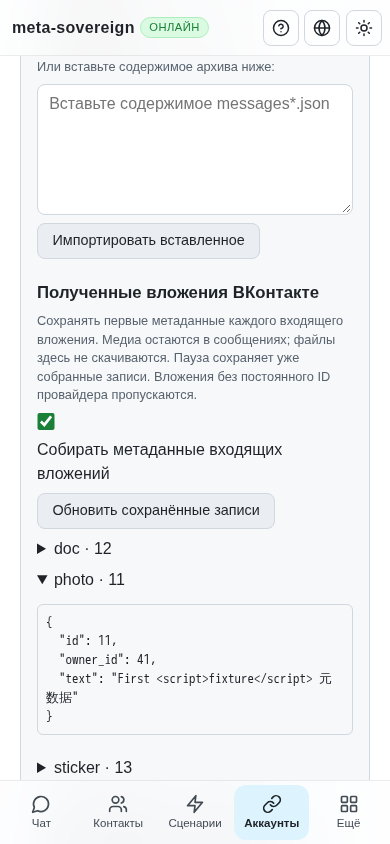 meta-sovereign ОНЛАЙН
Или вставьте содержимое архива ниже:
Вставьте содержимое messages*.json
Импортировать вставленное
Полученные вложения ВКонтакте
Сохранять первые метаданные каждого входящего
вложения. Медиа остаются в сообщениях; файлы
здесь не скачиваются. Пауза сохраняет уже
собранные записи. Вложения без постоянного ID
провайдера пропускаются.
Собирать метаданные входящих
вложений
Обновить сохранённые записи
doc · 12
photo · 11
{
"id": 11,
"owner_id": 41,
"text": "First <script>fixture</script> 元
数据"
}
sticker · 13
Чат Контакты Сценарии Аккаунты Ещё